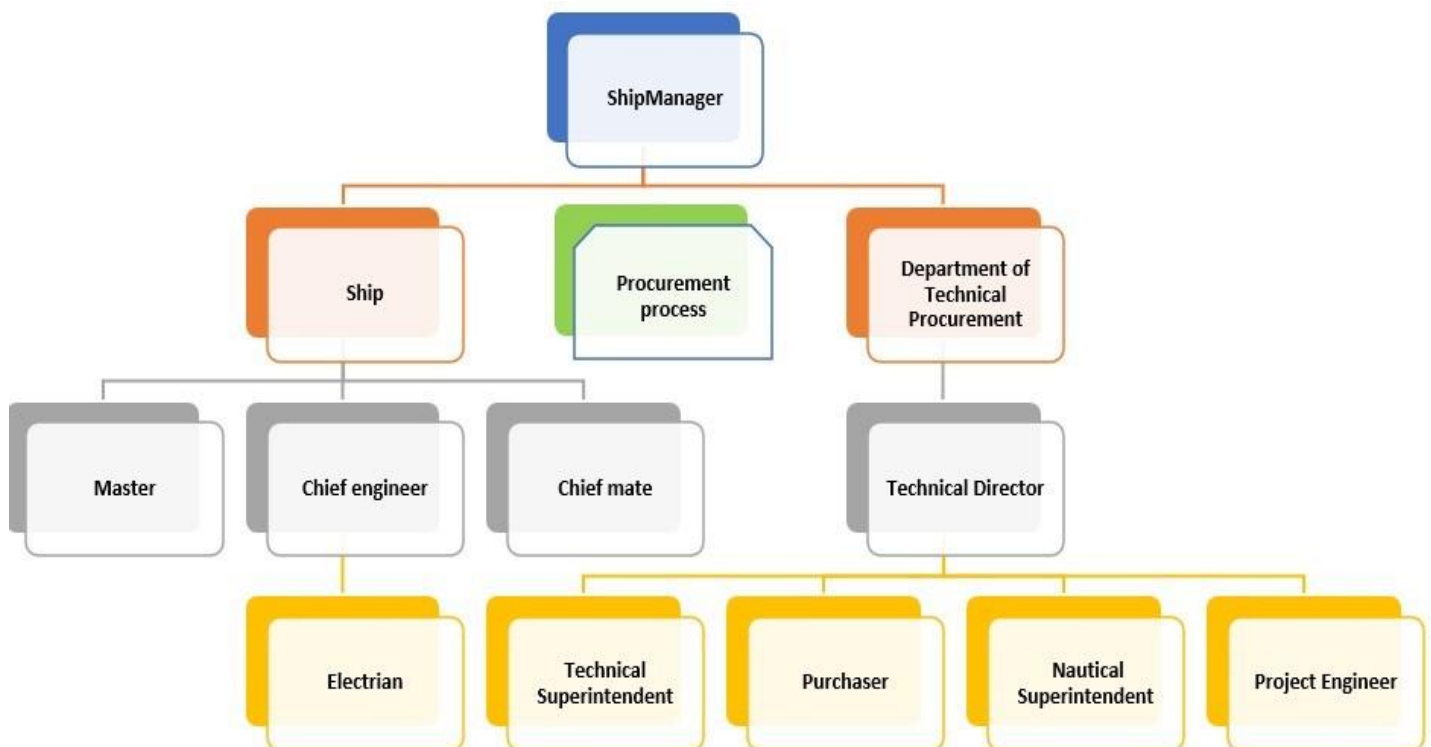 ShipManager
Ship
Procurement
process
Department of
Technical
Procurement
Master
Chief engineer
Chief mate
Technical Director
Electrian
Technical
Superintendent
Purchaser
Nautical
Superintendent
Project Engineer